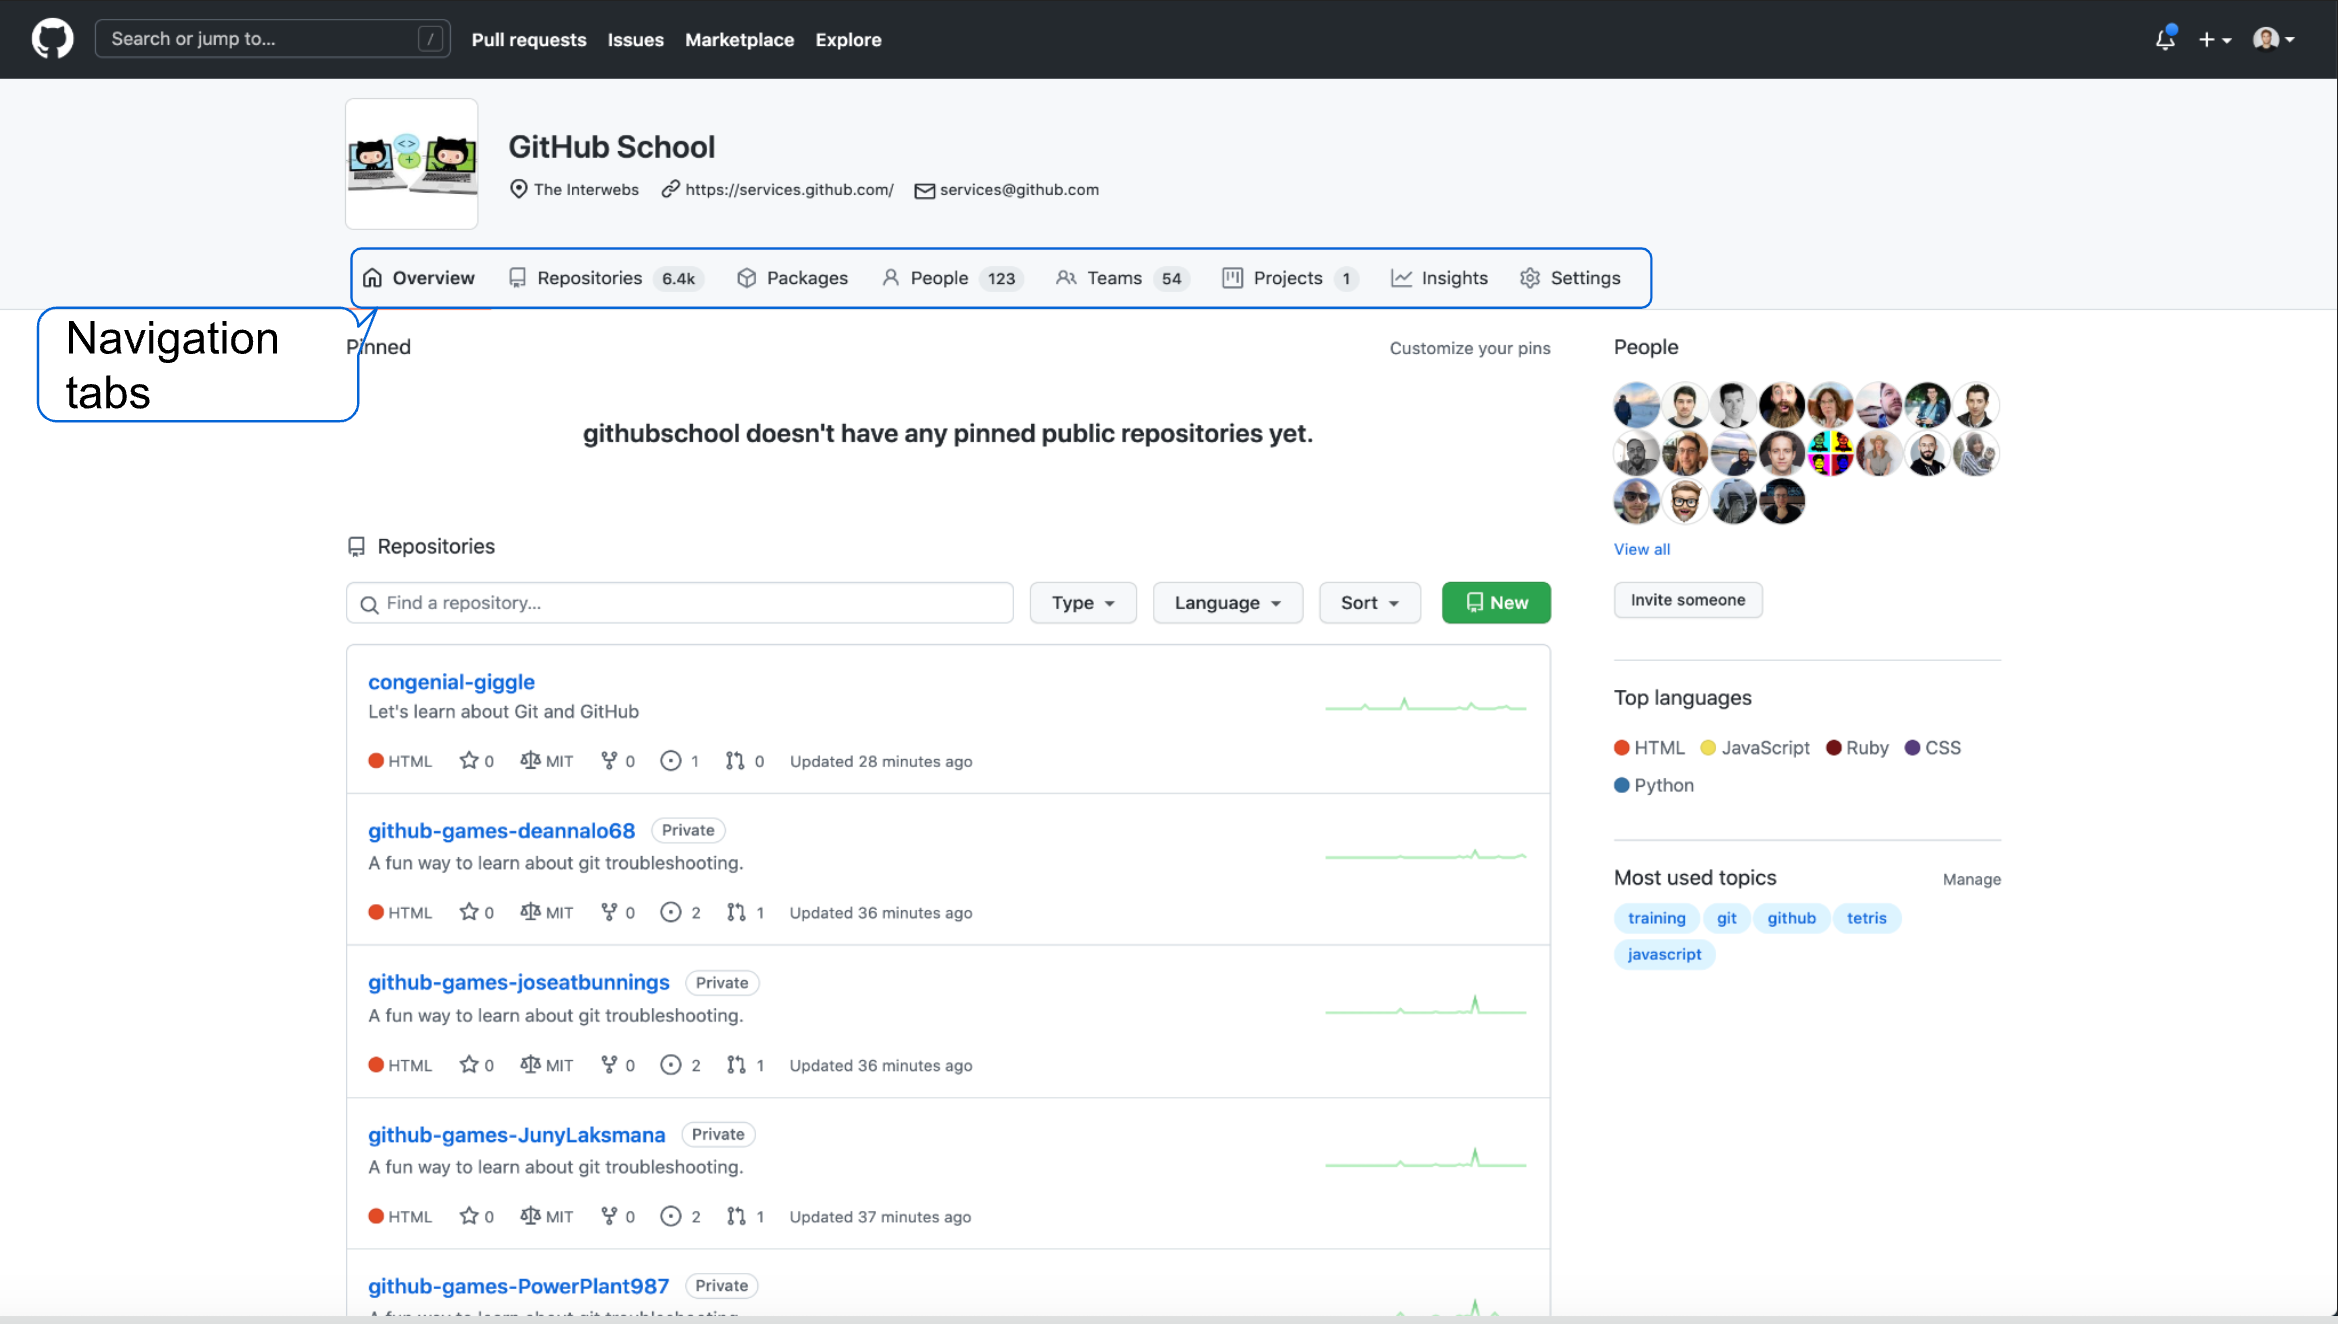 Search or jump to... / Pull requests Issues Marketplace Explore
GitHub School
The Interwebs https://services.github.com/ services@github.com
Overview Repositories 6.4k Packages People 123 Teams 54 Projects 1 Insights Settings
Navigation
tabs
Pinned Customize your pins
githubschool doesn't have any pinned public repositories yet.
Repositories
Find a repository... Type Language Sort New
congenial-giggle
Let's learn about Git and GitHub
HTML 0 MIT 0 1 0 Updated 28 minutes ago
github-games-deannalo68 Private
A fun way to learn about git troubleshooting.
HTML 0 MIT 0 2 1 Updated 36 minutes ago
github-games-joseatbunnings Private
A fun way to learn about git troubleshooting.
HTML 0 MIT 0 2 1 Updated 36 minutes ago
github-games-JunyLaksmana Private
A fun way to learn about git troubleshooting.
HTML 0 MIT 0 2 1 Updated 37 minutes ago
github-games-PowerPlant987 Private
People
View all
Invite someone
Top languages
HTML JavaScript Ruby CSS
Python
Most used topics Manage
training git github tetris
javascript